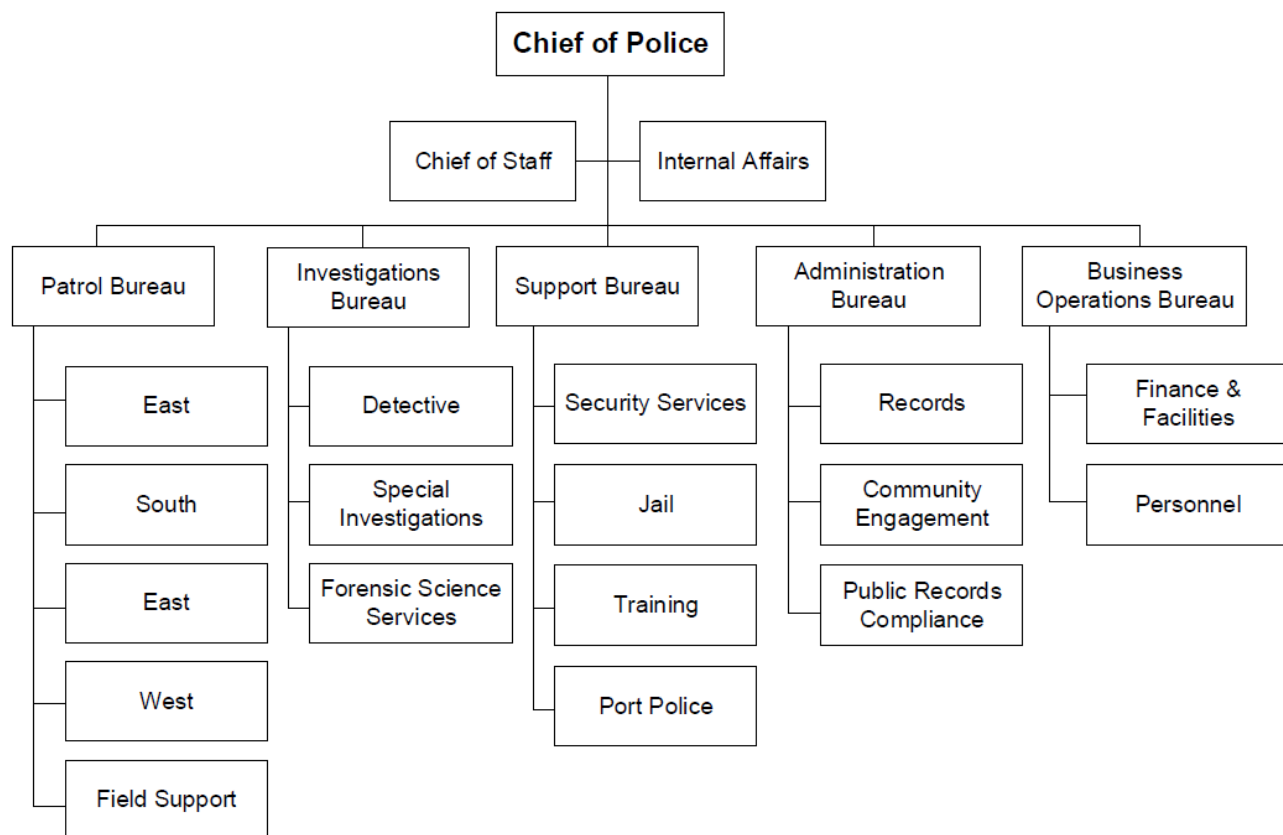 Chief of Police
Chief of Staff
Internal Affairs
Patrol Bureau
Investigations
Bureau
Support Bureau
Administration
Bureau
Business
Operations Bureau
East
South
East
West
Field Support
Detective
Special
Investigations
Forensic Science
Services
Security Services
Jail
Training
Port Police
Records
Community
Engagement
Public Records
Compliance
Finance &
Facilities
Personnel